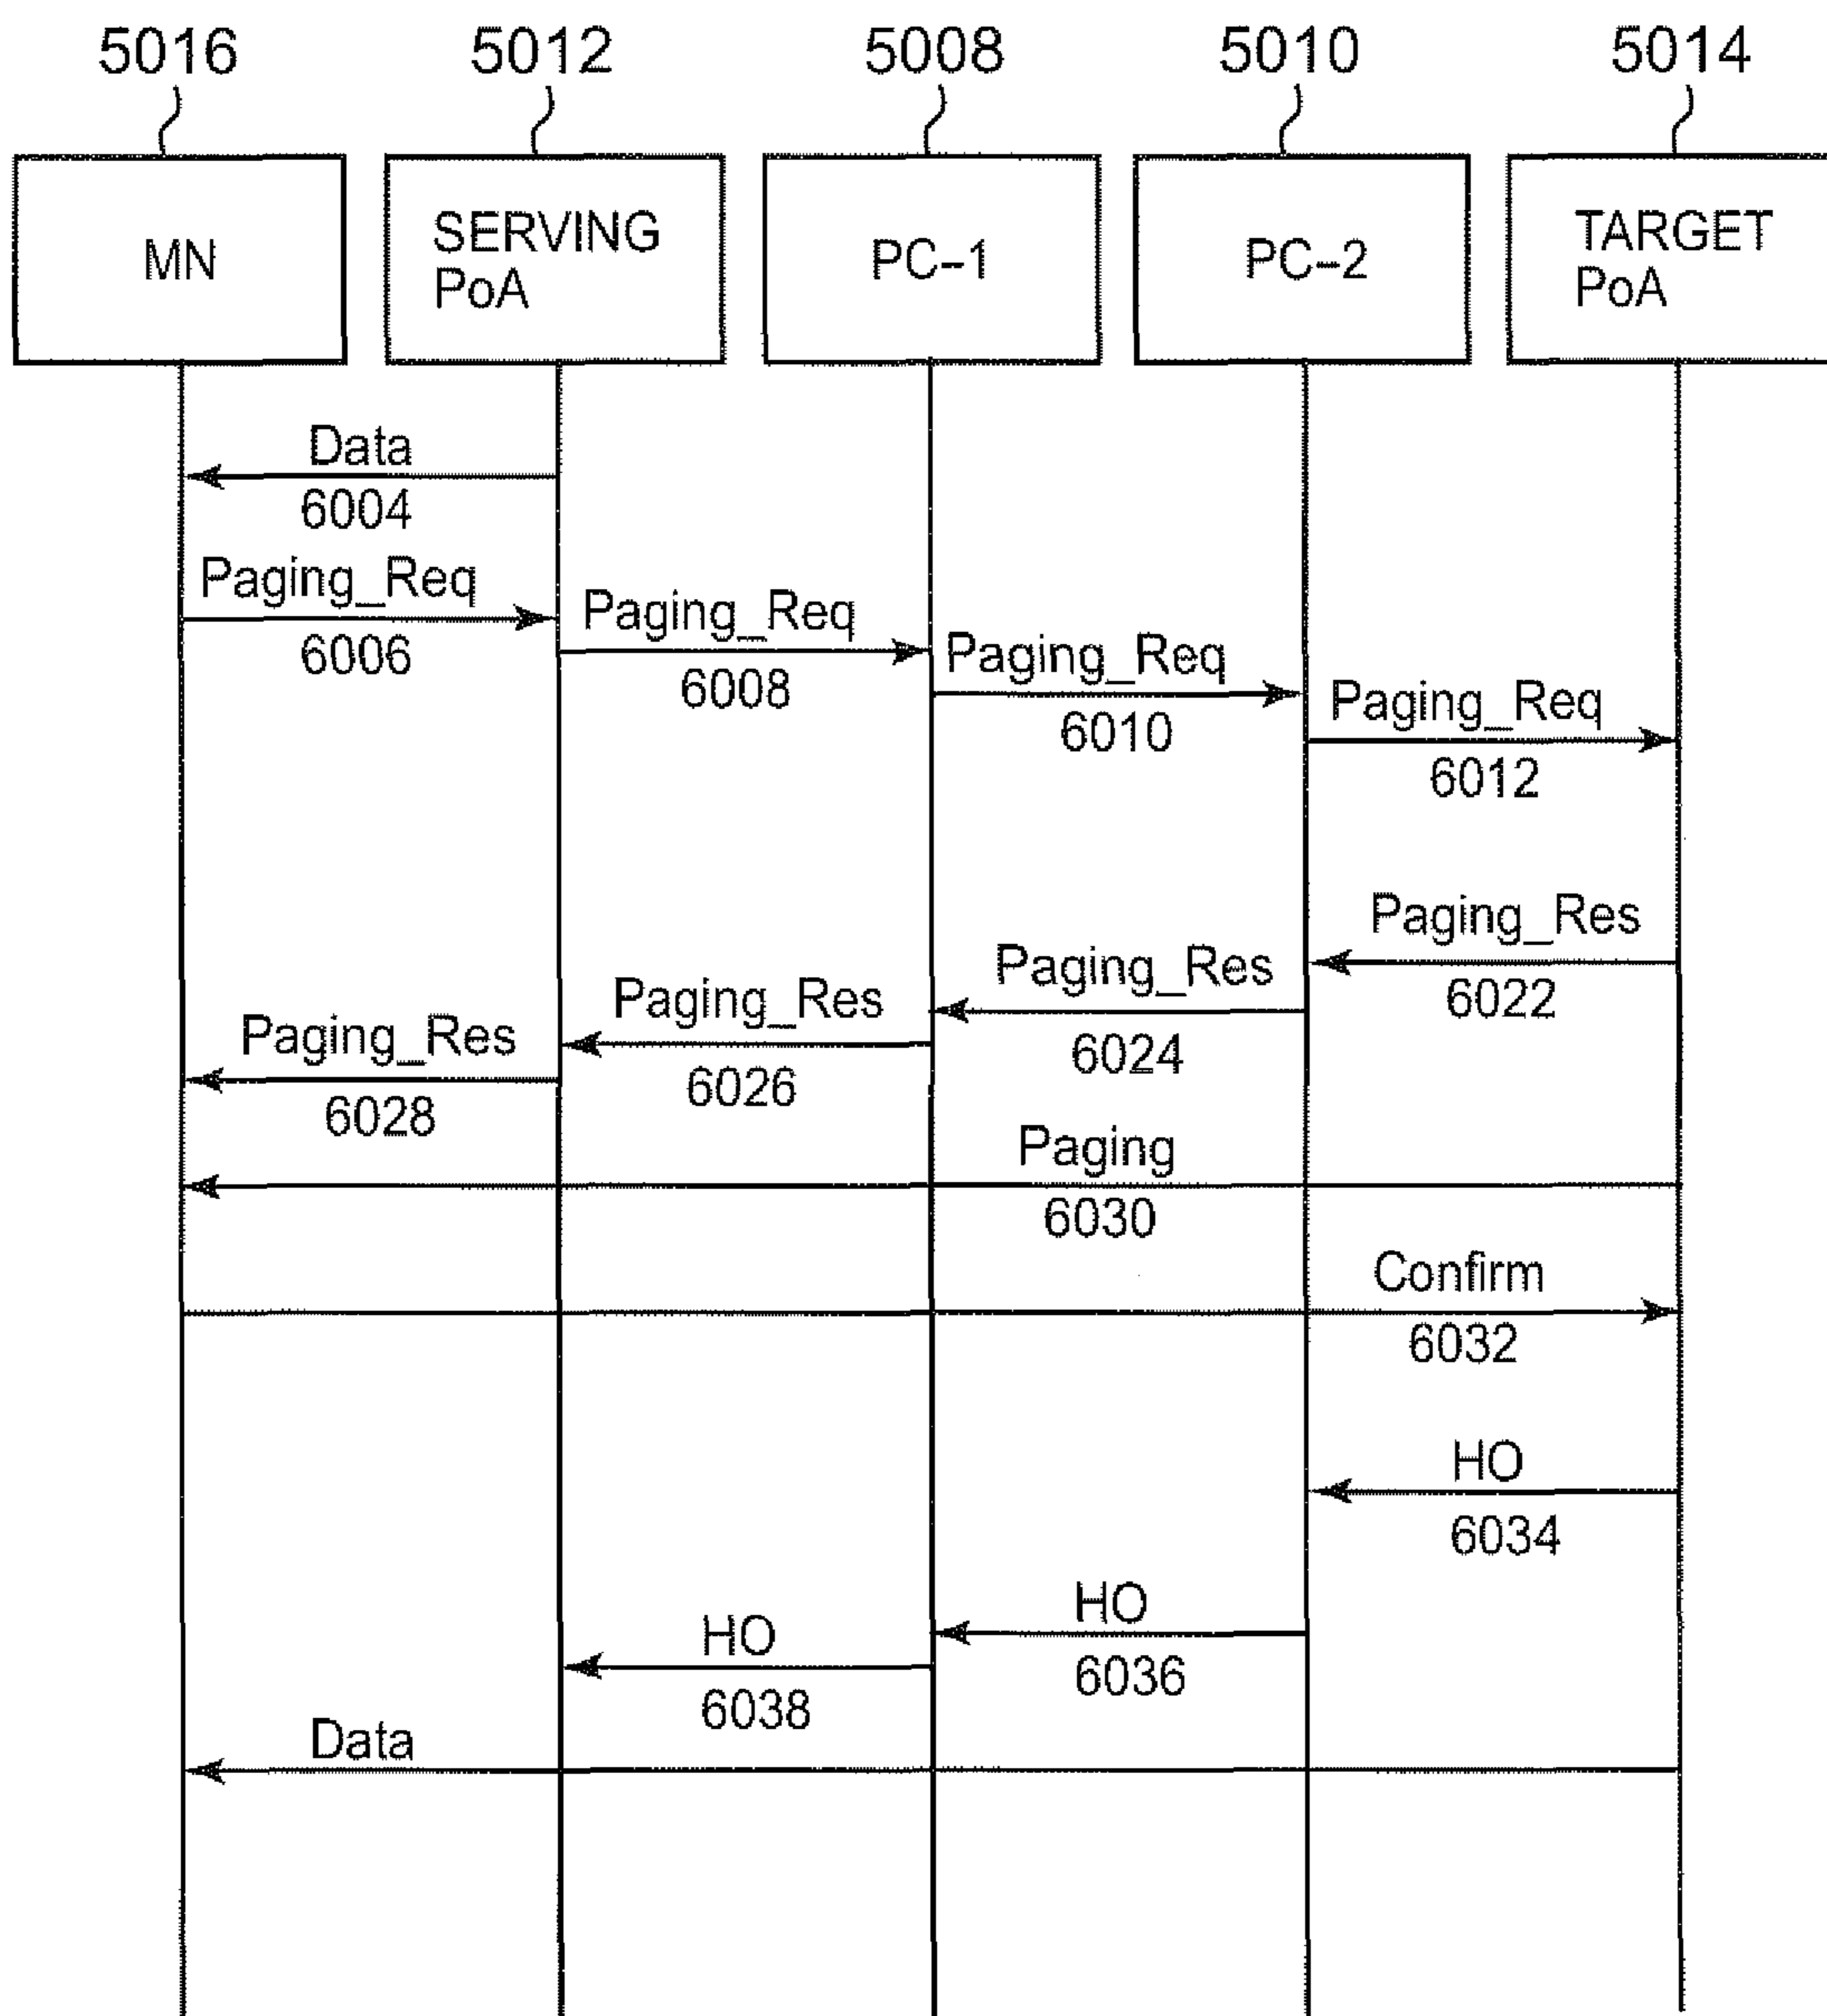 5016
5012
5008
5010
5014
MN
SERVING
PoA
PC-1
PC-2
TARGET
PoA
Data
6004
Paging_Req
6006
Paging_Req
6008
Paging_Req
6010
Paging_Req
6012
Paging_Res
6022
Paging_Res
6024
Paging_Res
6026
Paging_Res
6028
Paging
6030
Confirm
6032
HO
6034
HO
6036
HO
6038
Data